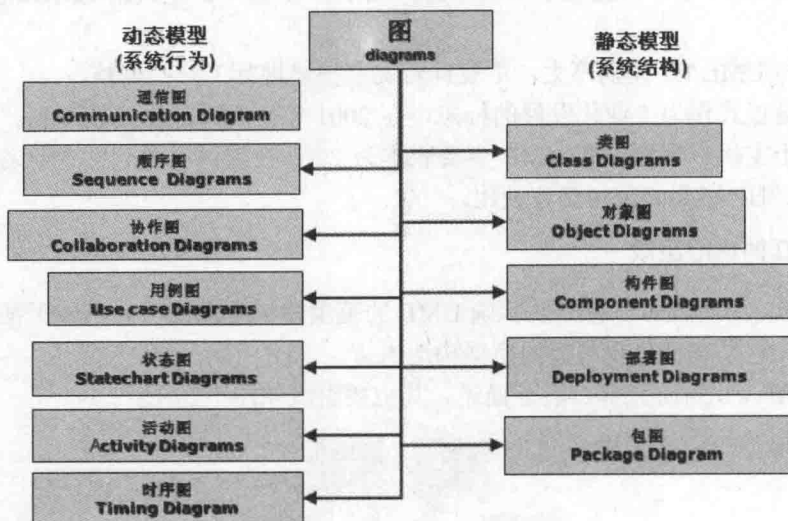 动态模型
(系统行为)
图
diagrams
静态模型
(系统结构)
通信图
Communication Diagram
顺序图
Sequence Diagrams
协作图
Collaboration Diagrams
用例图
Use case Diagrams
状态图
Statechart Diagrams
活动图
Activity Diagrams
时序图
Timing Diagram
类图
Class Diagrams
对象图
Object Diagrams
构件图
Component Diagrams
部署图
Deployment Diagrams
包图
Package Diagram